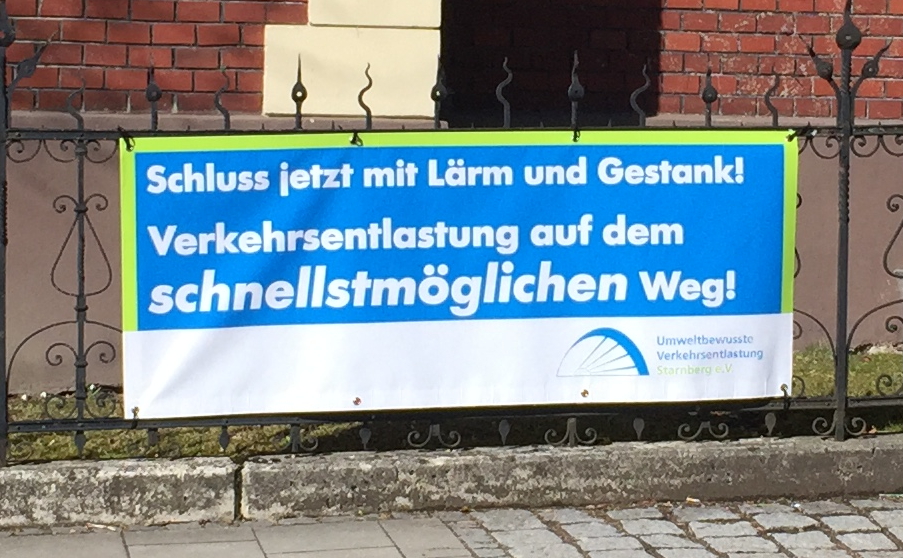 Schluss jetzt mit Lärm und Gestank!
Verkehrsentlastung auf dem
schnellstmöglichen Weg!
Umweltbewusste
Verkehrsentlastung
Starnberg e.V